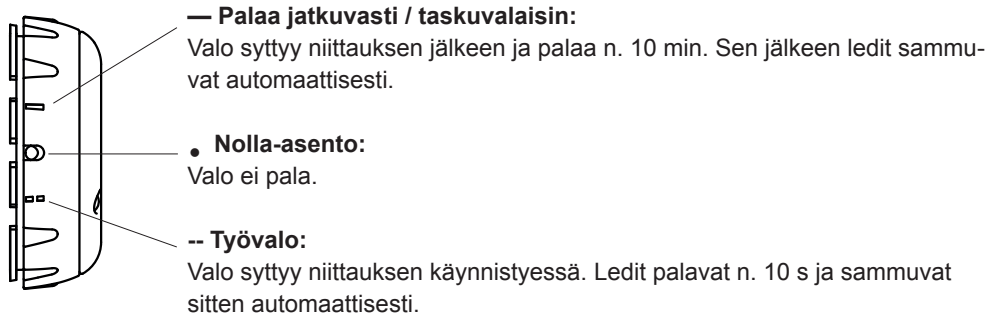 — Palaa jatkuvasti / taskuvalaisin:
Valo syttyy niittauksen jälkeen ja palaa n. 10 min. Sen jälkeen ledit sammu-
vat automaattisesti.
• Nolla-asento:
Valo ei pala.
-- Työvalo:
Valo syttyy niittauksen käynnistyessä. Ledit palavat n. 10 s ja sammuvat
sitten automaattisesti.